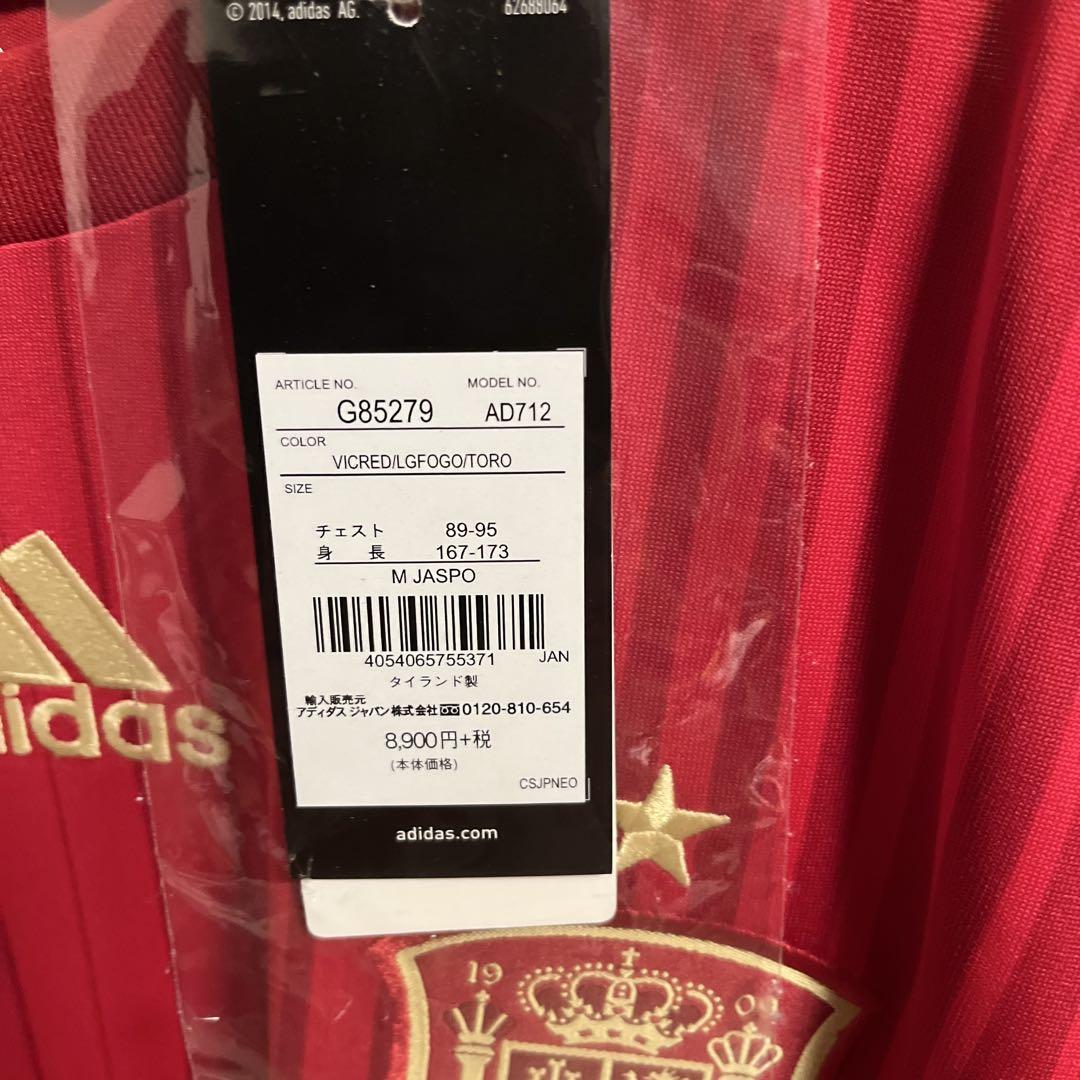 © 2014, adidas AG.
62688064
ARTICLE NO.
MODEL NO.
G85279
AD712
COLOR
VICRED/LGFOGO/TORO
SIZE
チェスト 89-95
身 長 167-173
M JASPO
4054065755371 JAN
タイランド製
輸入販売元
アディダス ジャパン株式会社 0120-810-654
8,900円+税
(本体価格)
CSJPNEO
adidas.com
idas
19